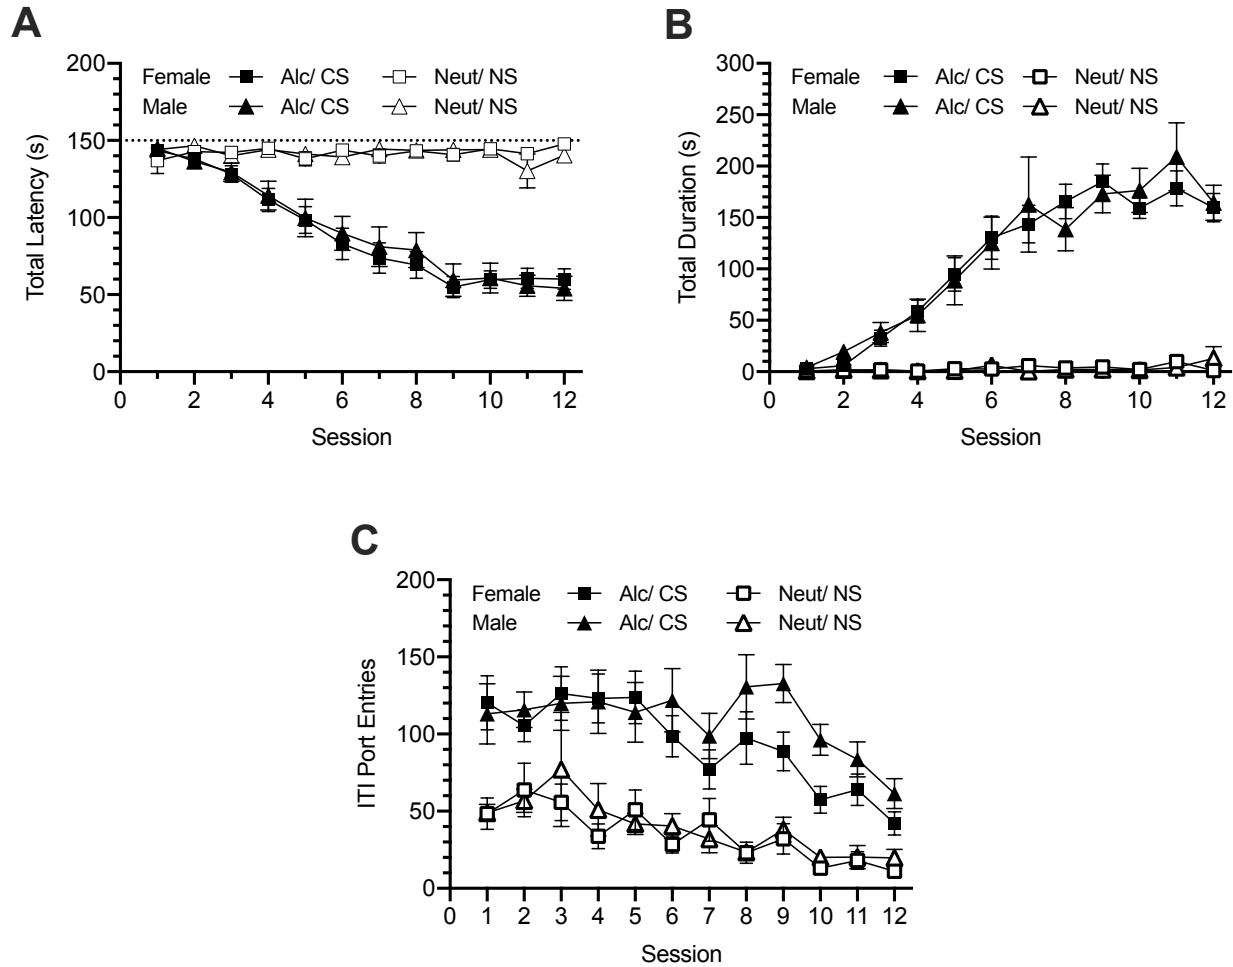 A
Total Latency (s)
200
150
100
50
0
Female Alc/ CS Neut/ NS
Male Alc/ CS Neut/ NS
0 2 4 6 8 10 12
Session
B
Total Duration (s)
300
250
200
150
100
50
0
Female Alc/ CS Neut/ NS
Male Alc/ CS Neut/ NS
0 2 4 6 8 10 12
Session
C
ITI Port Entries
200
150
100
50
0
Female Alc/ CS Neut/ NS
Male Alc/ CS Neut/ NS
0 1 2 3 4 5 6 7 8 9 10 11 12
Session